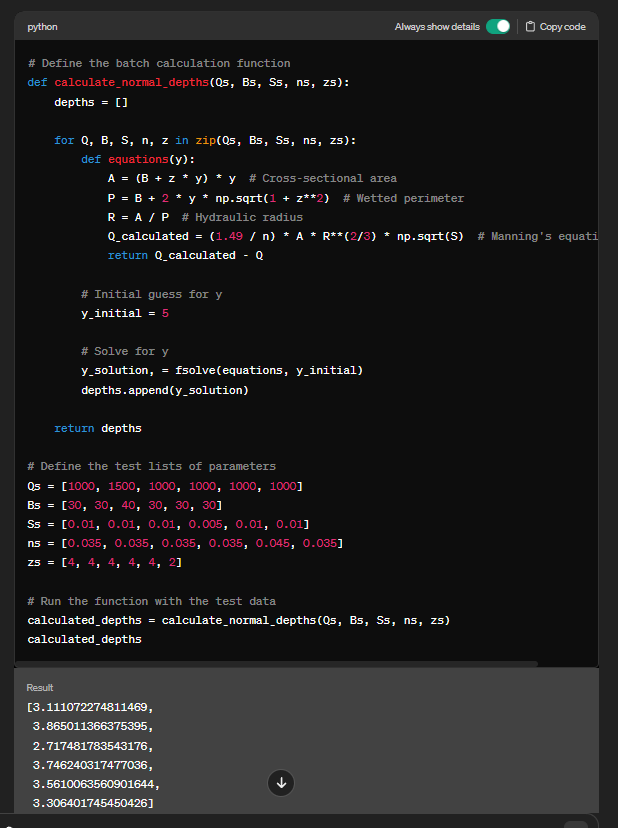 python
Always show details
Copy code
# Define the batch calculation function
def calculate_normal_depths(Qs, Bs, Ss, ns, zs):
    depths = []
    for Q, B, S, n, z in zip(Qs, Bs, Ss, ns, zs):
        def equations(y):
            A = (B + z * y) * y  # Cross-sectional area
            P = B + 2 * y * np.sqrt(1 + z**2)  # Wetted perimeter
            R = A / P  # Hydraulic radius
            Q_calculated = (1.49 / n) * A * R**(2/3) * np.sqrt(S)  # Manning's equati
            return Q_calculated - Q
        # Initial guess for y
        y_initial = 5
        # Solve for y
        y_solution, = fsolve(equations, y_initial)
        depths.append(y_solution)
    return depths
# Define the test lists of parameters
Qs = [1000, 1500, 1000, 1000, 1000, 1000]
Bs = [30, 30, 40, 30, 30, 30]
Ss = [0.01, 0.01, 0.01, 0.005, 0.01, 0.01]
ns = [0.035, 0.035, 0.035, 0.035, 0.045, 0.035]
zs = [4, 4, 4, 4, 4, 2]
# Run the function with the test data
calculated_depths = calculate_normal_depths(Qs, Bs, Ss, ns, zs)
calculated_depths
Result
[3.111072274811469,
 3.865011366375395,
 2.717481783543176,
 3.746240317477036,
 3.5610063560901644,
 3.306401745450426]